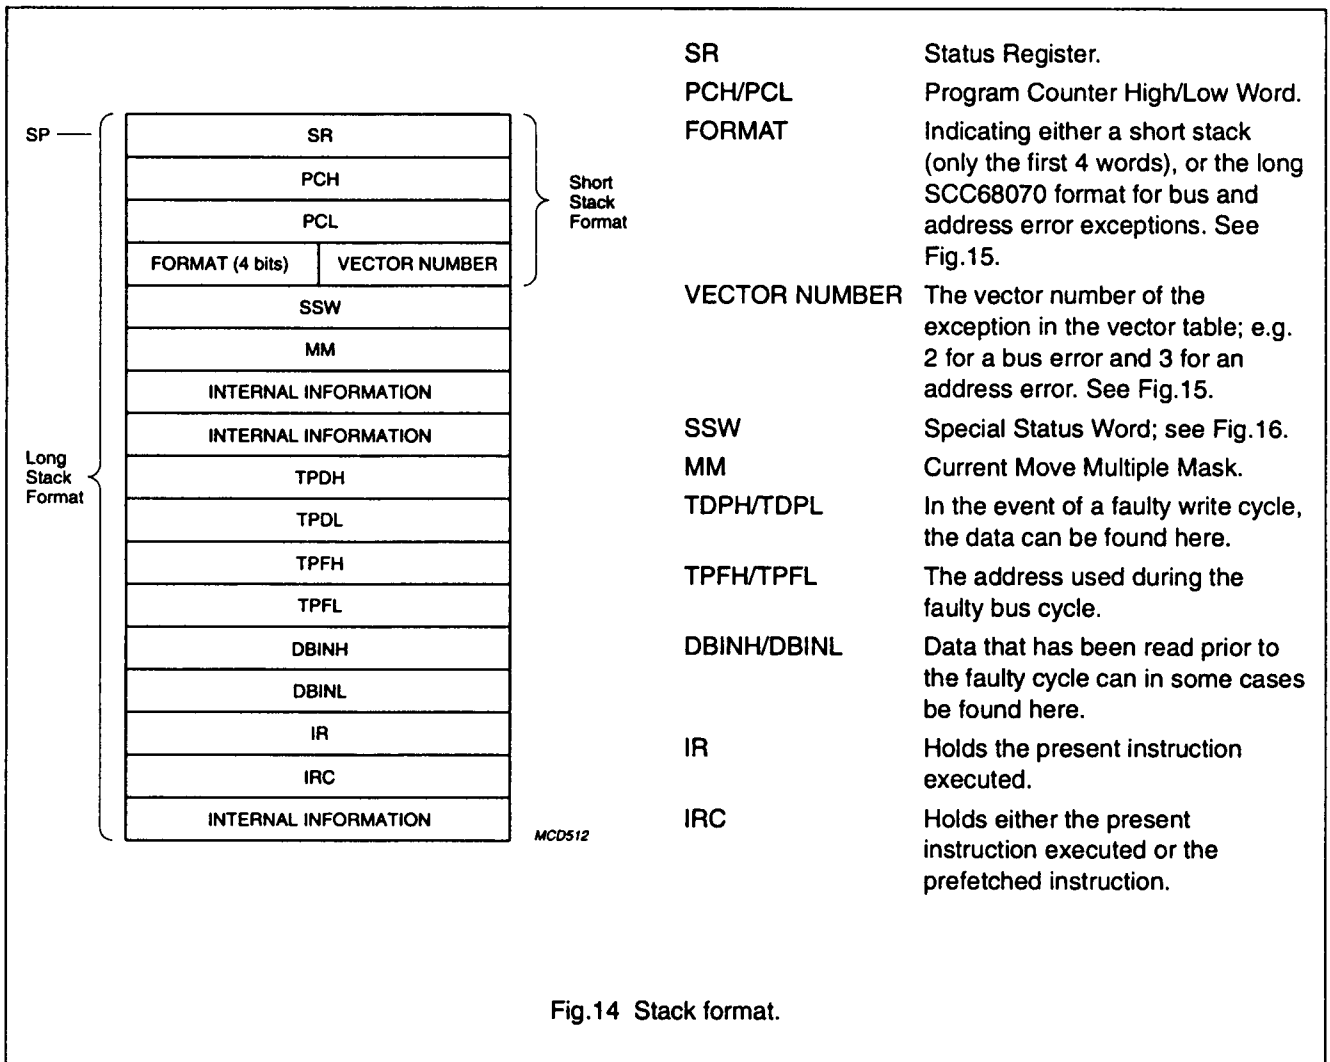 SP
SR
PCH
PCL
FORMAT (4 bits) VECTOR NUMBER
SSW
MM
INTERNAL INFORMATION
INTERNAL INFORMATION
TPDH
TPDL
TPFH
TPFL
DBINH
DBINL
IR
IRC
INTERNAL INFORMATION
Short
Stack
Format
Long
Stack
Format
MCD512
SR Status Register.
PCH/PCL Program Counter High/Low Word.
FORMAT Indicating either a short stack
(only the first 4 words), or the long
SCC68070 format for bus and
address error exceptions. See
Fig.15.
VECTOR NUMBER The vector number of the
exception in the vector table; e.g.
2 for a bus error and 3 for an
address error. See Fig.15.
SSW Special Status Word; see Fig.16.
MM Current Move Multiple Mask.
TDPH/TDPL In the event of a faulty write cycle,
the data can be found here.
TPFH/TPFL The address used during the
faulty bus cycle.
DBINH/DBINL Data that has been read prior to
the faulty cycle can in some cases
be found here.
IR Holds the present instruction
executed.
IRC Holds either the present
instruction executed or the
prefetched instruction.
Fig.14 Stack format.